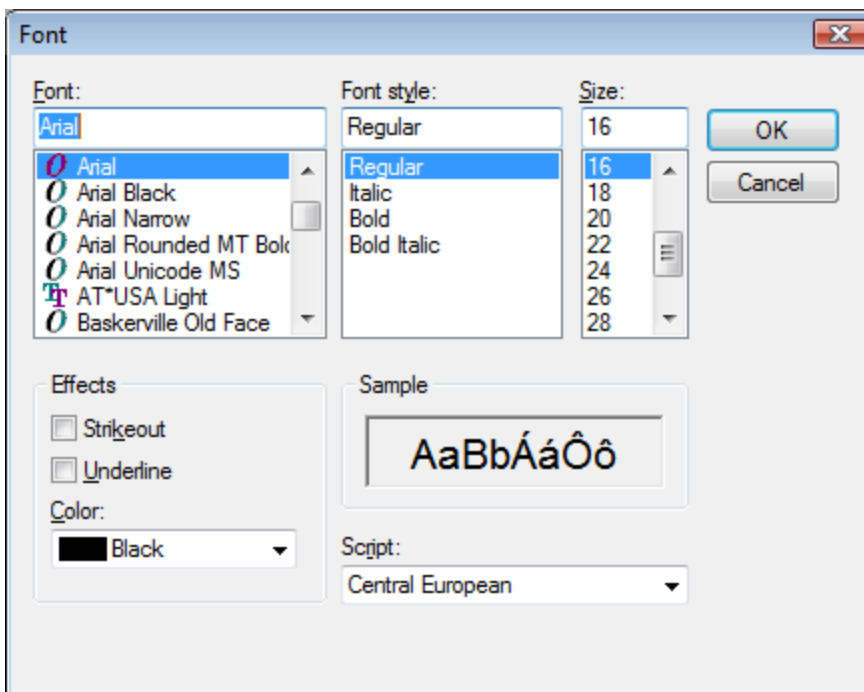 Font
Font:
Font style:
Size:
Arial
Regular
16
OK
Cancel
Arial
Arial Black
Arial Narrow
Arial Rounded MT Bold
Arial Unicode MS
AT*USA Light
Baskerville Old Face
Regular
Italic
Bold
Bold Italic
16
18
20
22
24
26
28
Effects
Strikeout
Underline
Color:
Black
Sample
AaBbÁáÔô
Script:
Central European